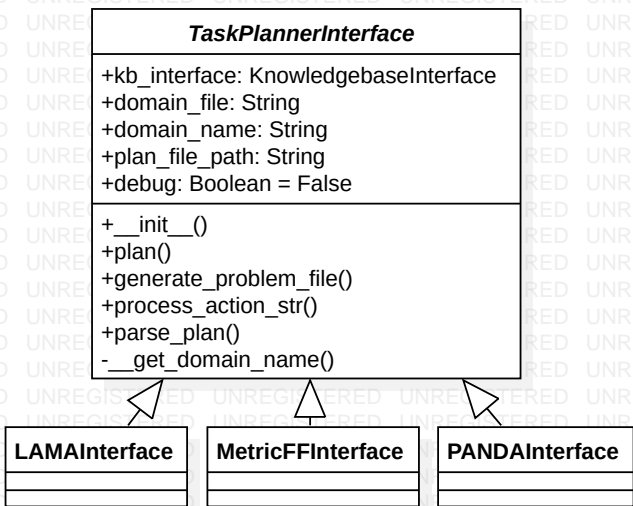 TaskPlannerInterface
+kb_interface: KnowledgebaseInterface
+domain_file: String
+domain_name: String
+plan_file_path: String
+debug: Boolean = False
+__init__()
+plan()
+generate_problem_file()
+process_action_str()
+parse_plan()
-__get_domain_name()
LAMAInterface
MetricFFInterface
PANDAInterface
UNREGISTERED